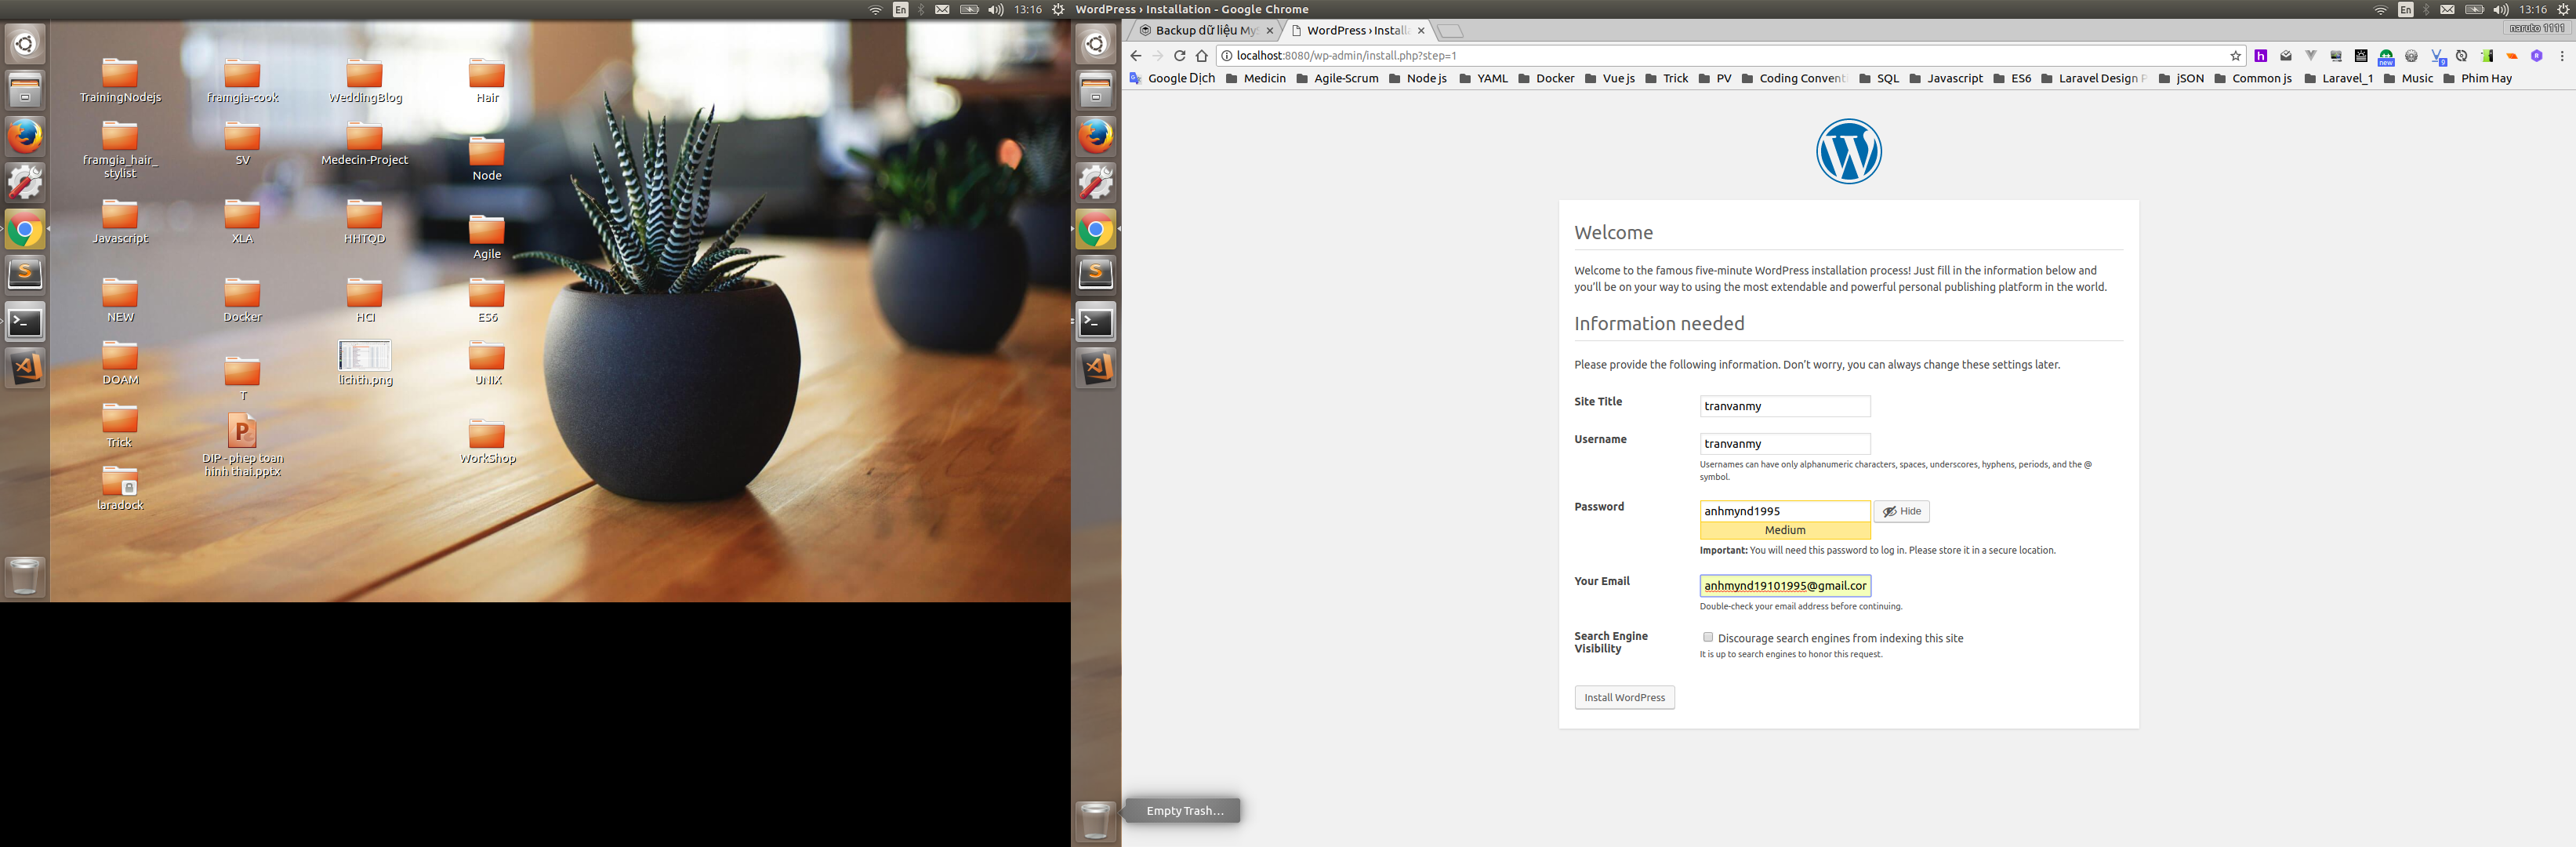 En
13:16
WordPress › Installation - Google Chrome
En
13:16
TrainingNodejs
framgia-cook
WeddingBlog
Hair
framgia_hair_
stylist
SV
Medecin-Project
Node
Javascript
XLA
HHTQD
Agile
NEW
Docker
HCI
ES6
DOAM
T
lichth.png
UNIX
Trick
P
DIP - phep toan
hinh thai.pptx
WorkShop
laradock
Backup dữ liệu My
WordPress › Install
naruto 1111
localhost:8080/wp-admin/install.php?step=1
new
9
Google Dịch
Medicin
Agile-Scrum
Node js
YAML
Docker
Vue js
Trick
PV
Coding Convent
SQL
Javascript
ES6
Laravel Design P
jSON
Common js
Laravel_1
Music
Phim Hay
Welcome
Welcome to the famous five-minute WordPress installation process! Just fill in the information below and
you’ll be on your way to using the most extendable and powerful personal publishing platform in the world.
Information needed
Please provide the following information. Don’t worry, you can always change these settings later.
Site Title
tranvanmy
Username
tranvanmy
Usernames can have only alphanumeric characters, spaces, underscores, hyphens, periods, and the @
symbol.
Password
anhmynd1995
Hide
Medium
Important: You will need this password to log in. Please store it in a secure location.
Your Email
anhmynd19101995@gmail.cor
Double-check your email address before continuing.
Search Engine
Visibility
Discourage search engines from indexing this site
It is up to search engines to honor this request.
Install WordPress
Empty Trash…